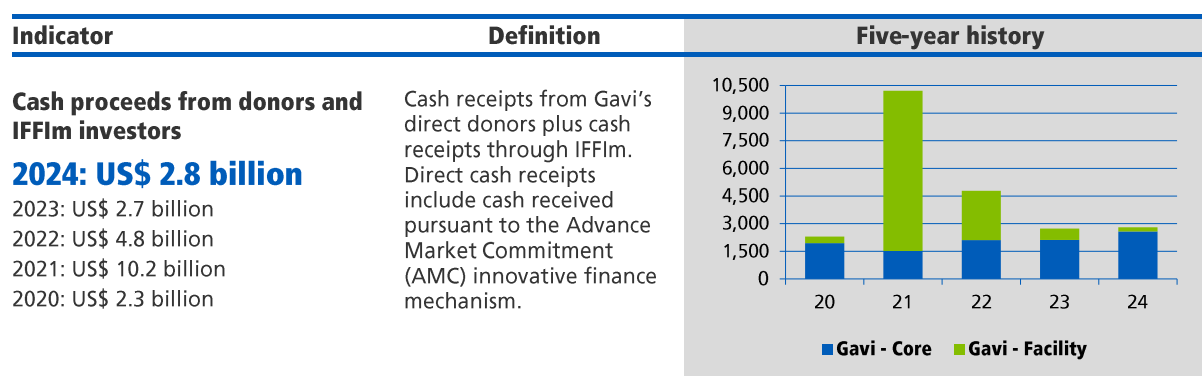 Indicator
Definition
Five-year history
Cash proceeds from donors and
IFFIm investors
2024: US$ 2.8 billion
2023: US$ 2.7 billion
2022: US$ 4.8 billion
2021: US$ 10.2 billion
2020: US$ 2.3 billion
Cash receipts from Gavi's
direct donors plus cash
receipts through IFFIm.
Direct cash receipts
include cash received
pursuant to the Advance
Market Commitment
(AMC) innovative finance
mechanism.
10,500
9,000
7,500
6,000
4,500
3,000
1,500
0
20 21 22 23 24
Gavi - Core Gavi - Facility